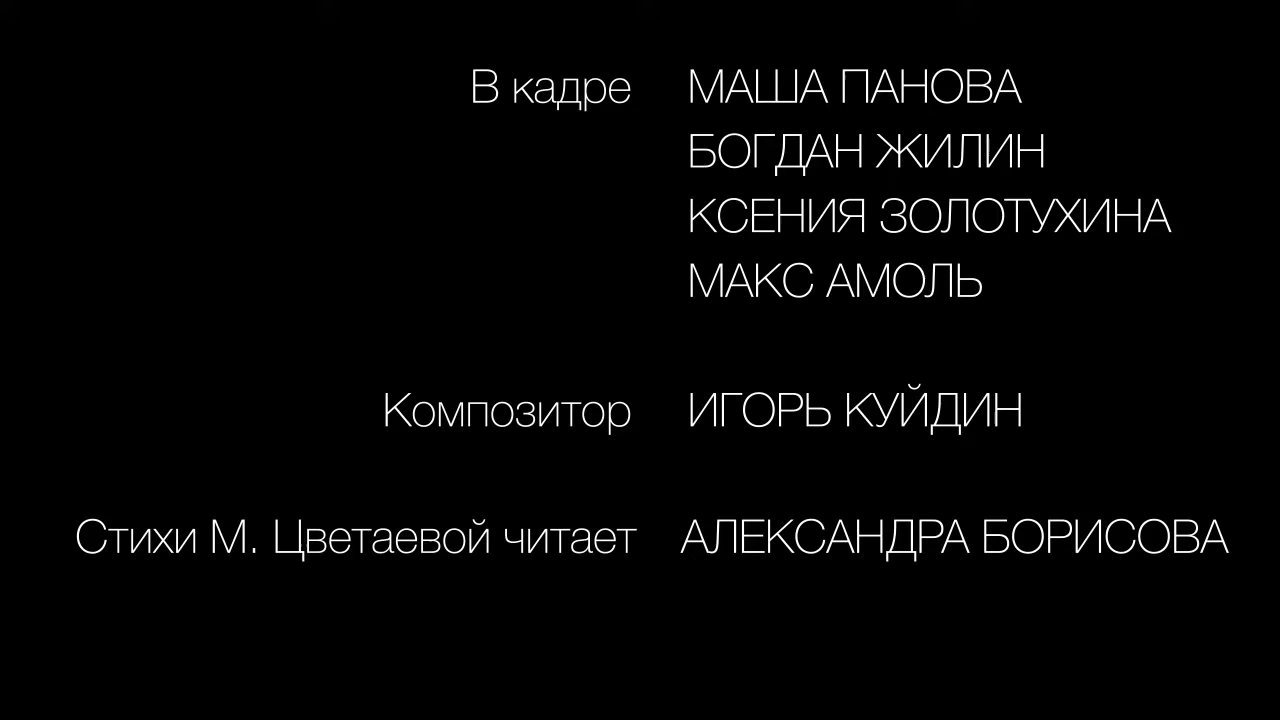 В кадре МАША ПАНОВА
БОГДАН ЖИЛИН
КСЕНИЯ ЗОЛОТУХИНА
МАКС АМОЛЬ
Композитор ИГОРЬ КУЙДИН
Стихи М. Цветаевой читает АЛЕКСАНДРА БОРИСОВА